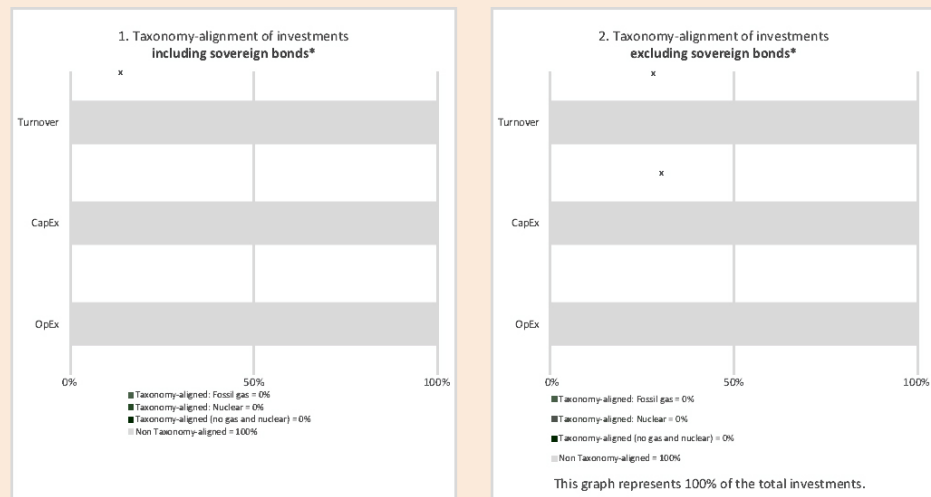 1. Taxonomy-alignment of investments
including sovereign bonds*
x
Turnover
CapEx
OpEx
0% 50% 100%
Taxonomy-aligned: Fossil gas = 0%
Taxonomy-aligned: Nuclear = 0%
Taxonomy-aligned (no gas and nuclear) = 0%
Non Taxonomy-aligned = 100%
2. Taxonomy-alignment of investments
excluding sovereign bonds*
x
Turnover
x
CapEx
OpEx
0% 50% 100%
Taxonomy-aligned: Fossil gas = 0%
Taxonomy-aligned: Nuclear = 0%
Taxonomy-aligned (no gas and nuclear) = 0%
Non Taxonomy-aligned = 100%
This graph represents 100% of the total investments.